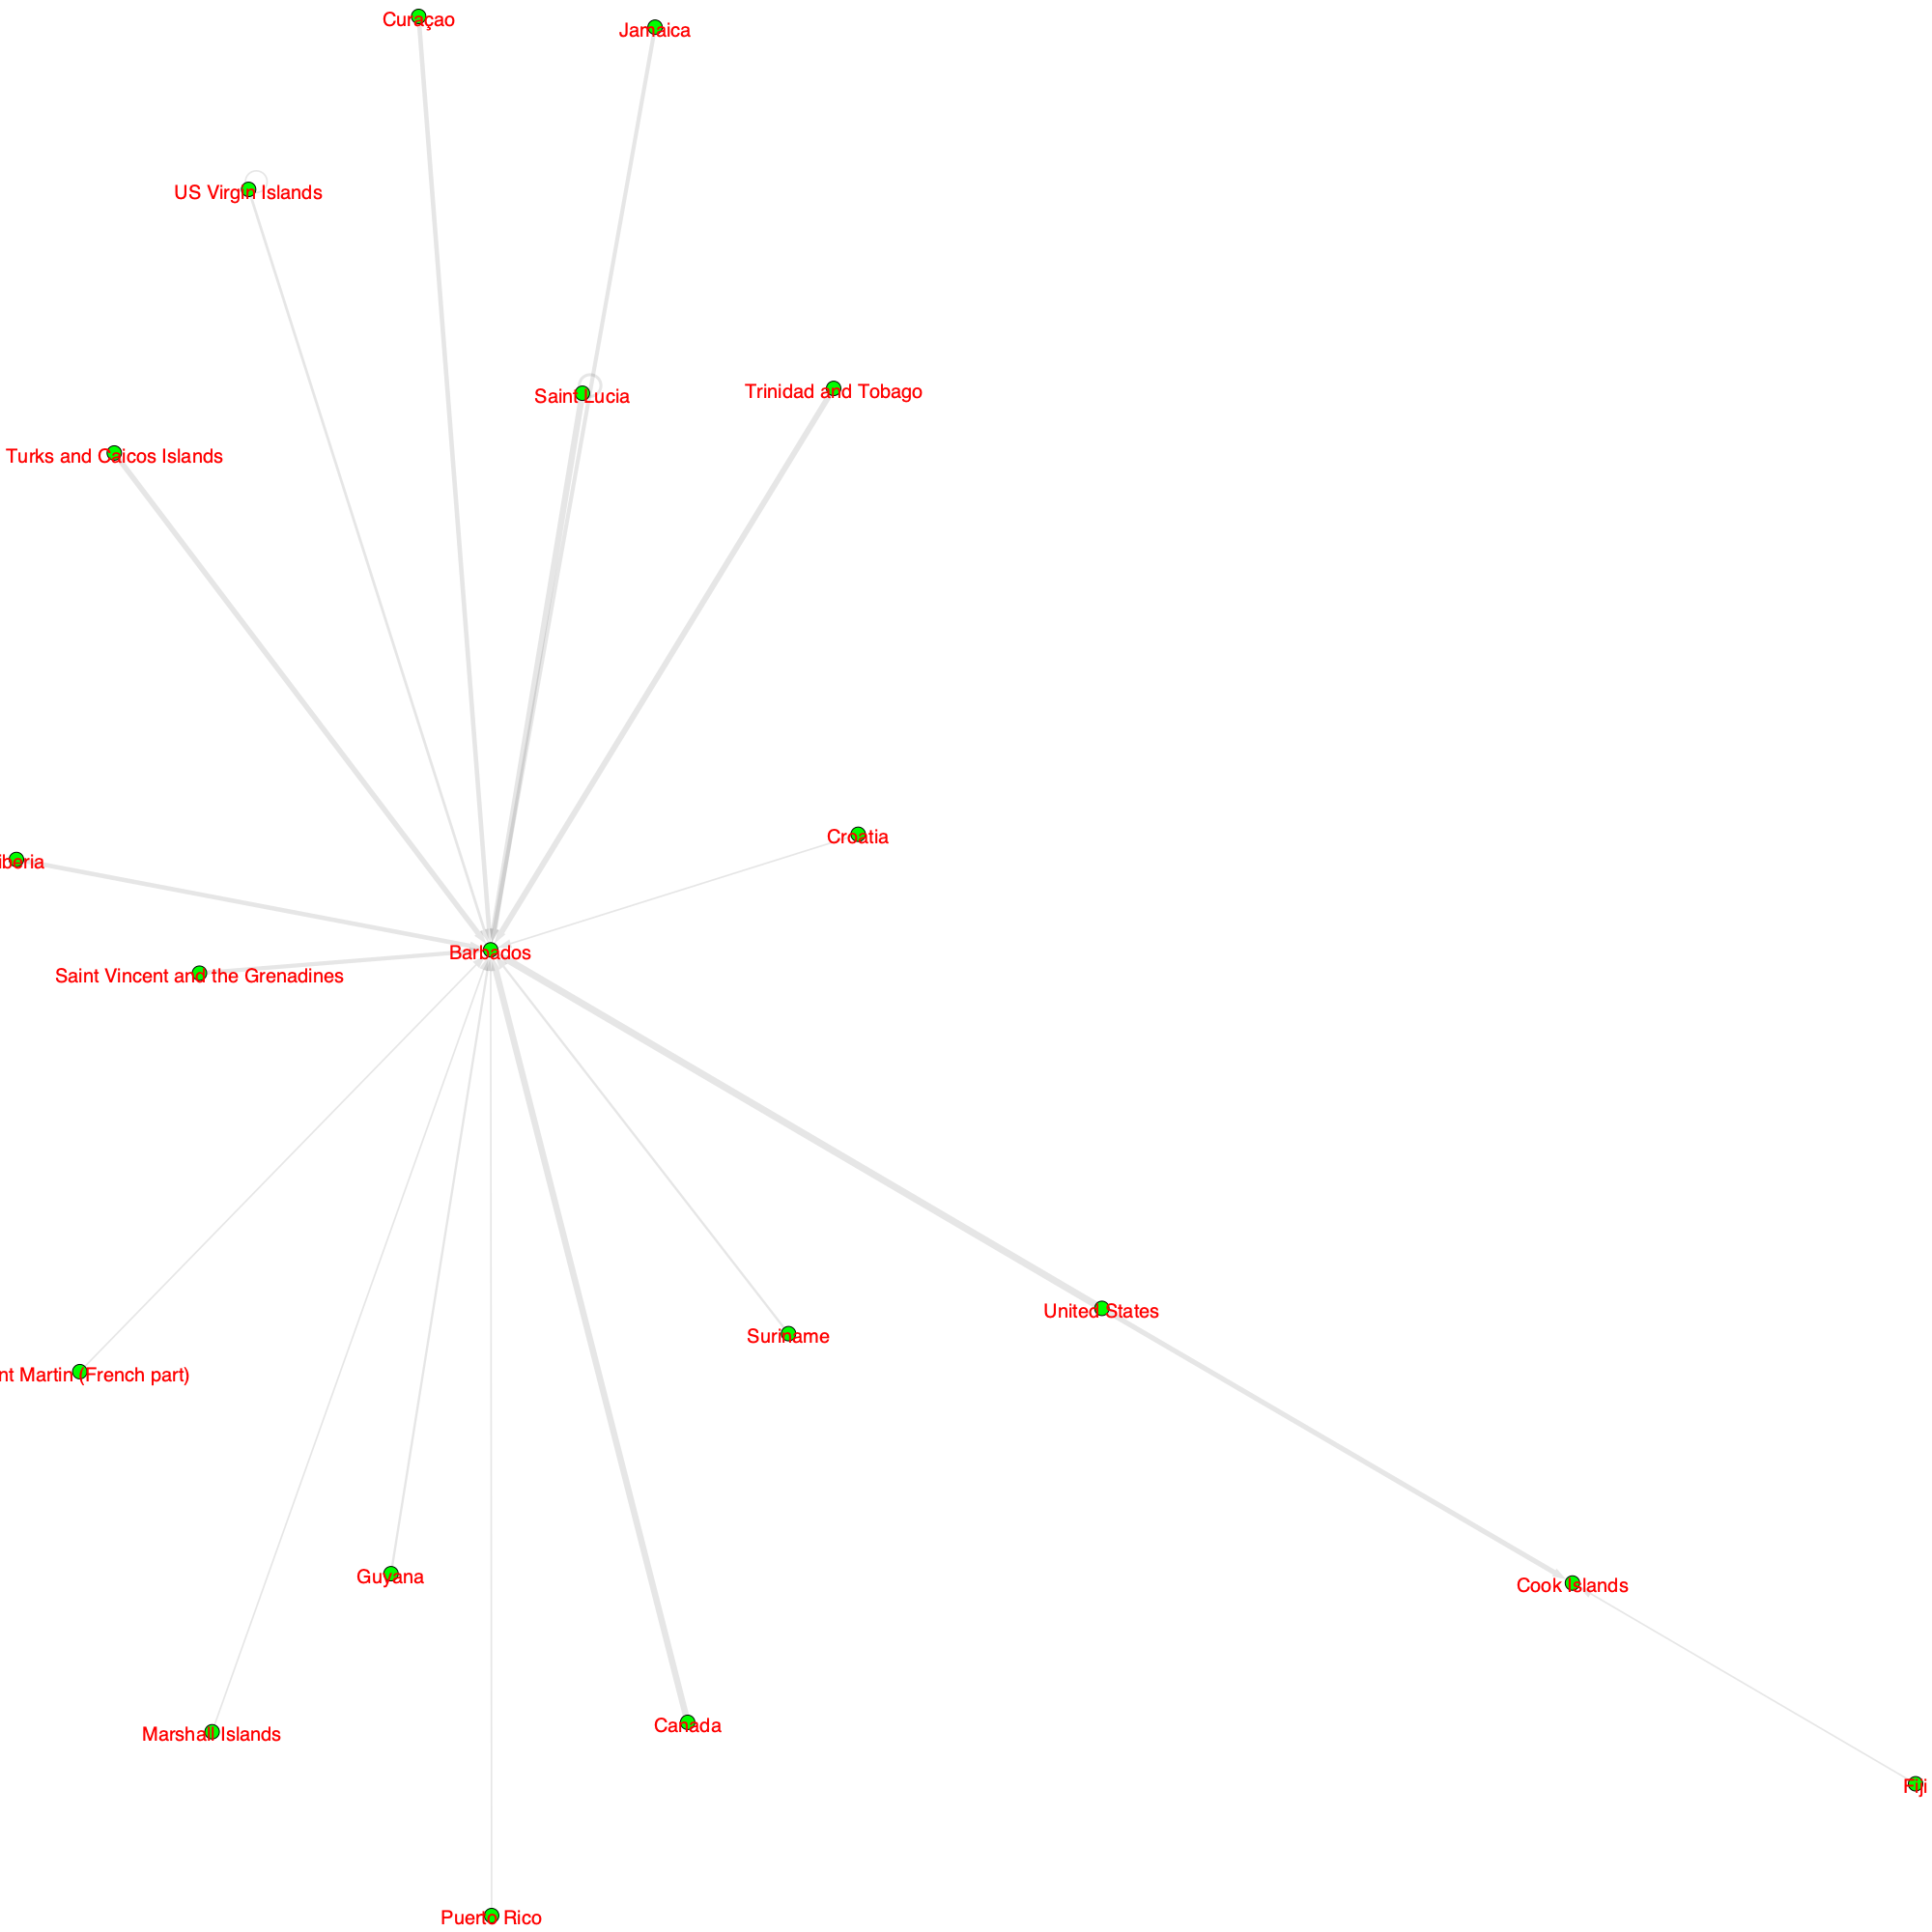 Curaçao
Jamaica
US Virgin Islands
Saint Lucia
Trinidad and Tobago
Turks and Caicos Islands
Croatia
iberia
Barbados
Saint Vincent and the Grenadines
United States
Suriname
nt Martin (French part)
Guyana
Cook Islands
Canada
Marshall Islands
Fiji
Puerto Rico